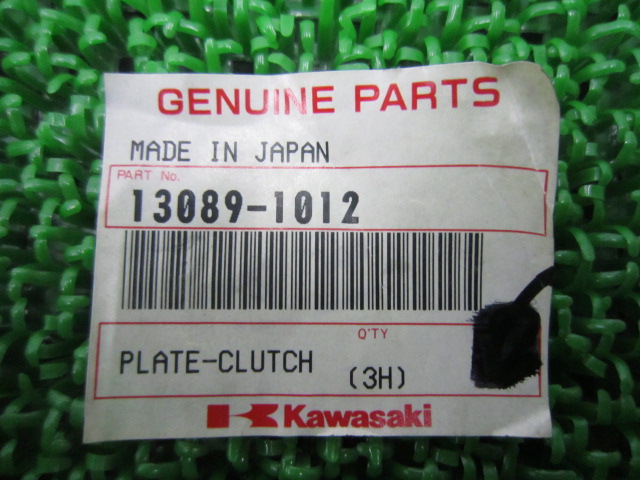 GENUINE PARTS
MADE IN JAPAN
PART No.
13089-1012
Q'TY
PLATE-CLUTCH
(3H)
Kawasaki